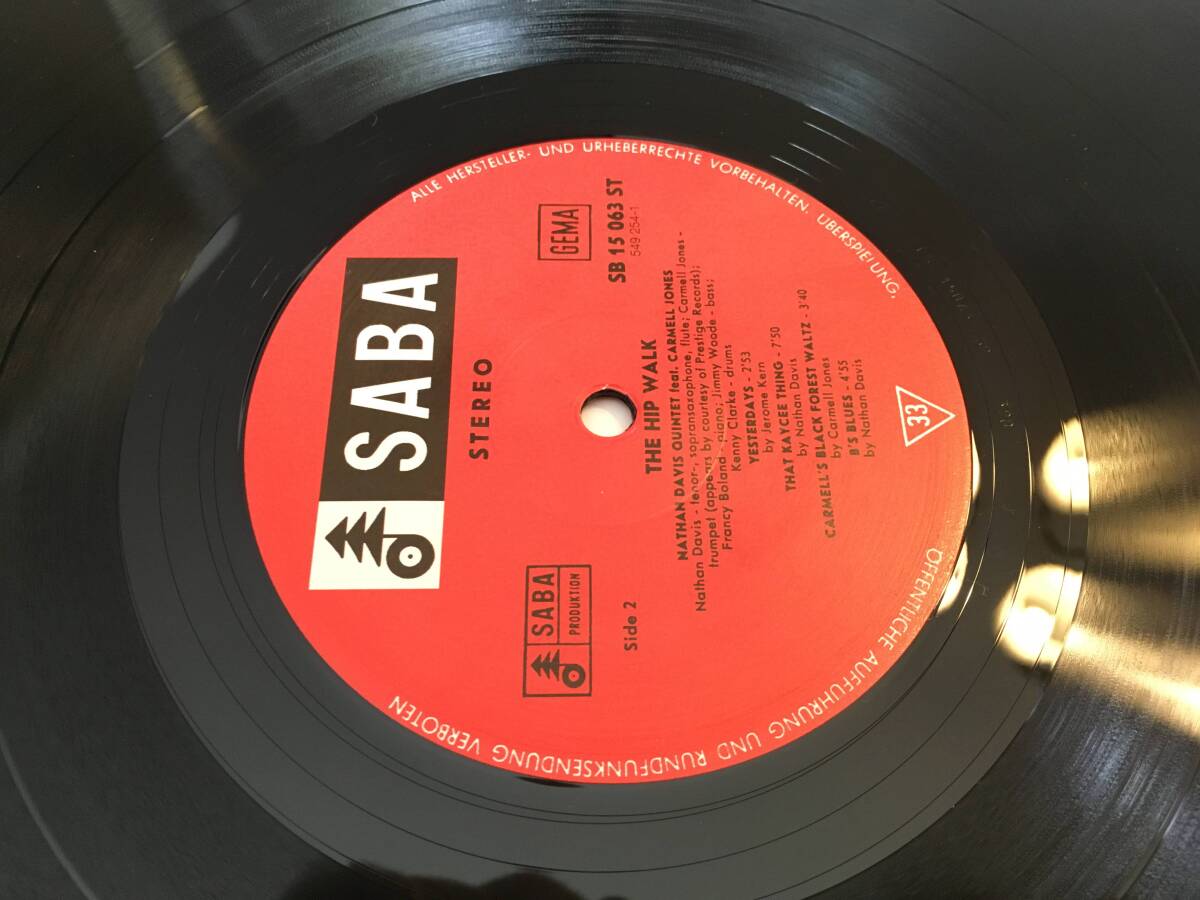 ALLE HERSTELLER- UND URHEBERRECHTE VORBEHALTEN. ÜBERSPIELUNG,
ÖFFENTLICHE AUFFÜHRUNG UND RUNDFUNKSENDUNG VERBOTEN
SABA
STEREO
GEMA
SB 15 063 ST
549 254-1
SABA
PRODUKTION
Side 2
THE HIP WALK
NATHAN DAVIS QUINTET feat. CARMELL JONES
Nathan Davis - tenor-, sopransaxophone, flute; Carmell Jones -
trumpet (appears by courtesy of Prestige Records);
Francy Boland - piano; Jimmy Woode - bass;
Kenny Clarke - drums
YESTERDAYS - 2'53
by Jerome Kern
THAT KAYCEE THING - 7'50
by Nathan Davis
CARMELL'S BLACK FOREST WALTZ - 3'40
by Carmell Jones
B'S BLUES - 4'55
by Nathan Davis
33